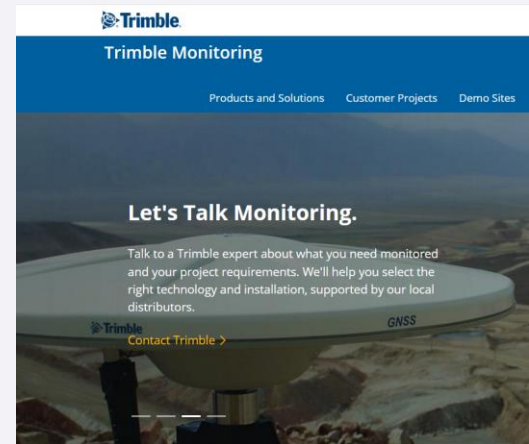 Trimble
Trimble Monitoring
Products and Solutions Customer Projects Demo Sites
Let's Talk Monitoring.
Talk to a Trimble expert about what you need monitored
and your project requirements. We'll help you select the
right technology and installation, supported by our local
distributors.
Trimble
GNSS
Contact Trimble >